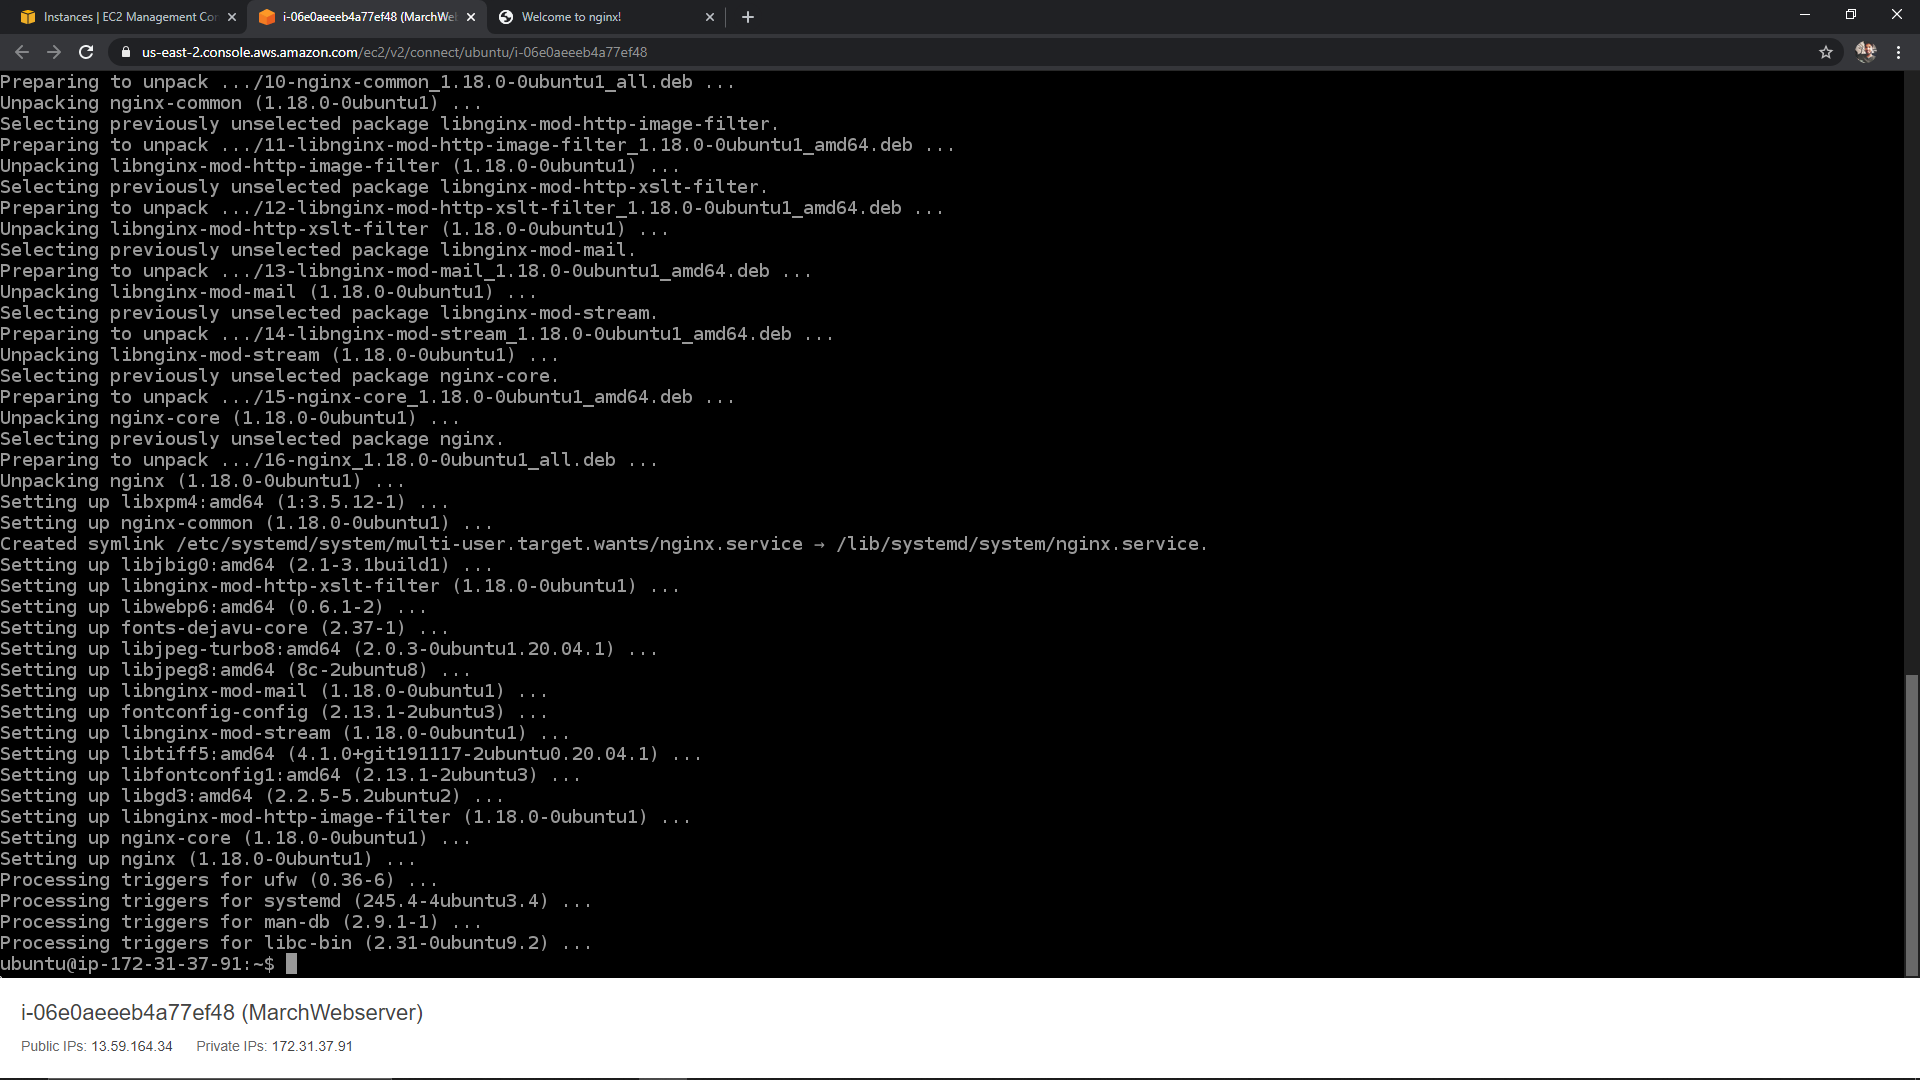 Instances | EC2 Management Con
i-06e0aeeeb4a77ef48 (MarchWeb
Welcome to nginx!
us-east-2.console.aws.amazon.com/ec2/v2/connect/ubuntu/i-06e0aeeeb4a77ef48
Preparing to unpack .../10-nginx-common_1.18.0-0ubuntu1_all.deb ...
Unpacking nginx-common (1.18.0-0ubuntu1) ...
Selecting previously unselected package libnginx-mod-http-image-filter.
Preparing to unpack .../11-libnginx-mod-http-image-filter_1.18.0-0ubuntu1_amd64.deb ...
Unpacking libnginx-mod-http-image-filter (1.18.0-0ubuntu1) ...
Selecting previously unselected package libnginx-mod-http-xslt-filter.
Preparing to unpack .../12-libnginx-mod-http-xslt-filter_1.18.0-0ubuntu1_amd64.deb ...
Unpacking libnginx-mod-http-xslt-filter (1.18.0-0ubuntu1) ...
Selecting previously unselected package libnginx-mod-mail.
Preparing to unpack .../13-libnginx-mod-mail_1.18.0-0ubuntu1_amd64.deb ...
Unpacking libnginx-mod-mail (1.18.0-0ubuntu1) ...
Selecting previously unselected package libnginx-mod-stream.
Preparing to unpack .../14-libnginx-mod-stream_1.18.0-0ubuntu1_amd64.deb ...
Unpacking libnginx-mod-stream (1.18.0-0ubuntu1) ...
Selecting previously unselected package nginx-core.
Preparing to unpack .../15-nginx-core_1.18.0-0ubuntu1_amd64.deb ...
Unpacking nginx-core (1.18.0-0ubuntu1) ...
Selecting previously unselected package nginx.
Preparing to unpack .../16-nginx_1.18.0-0ubuntu1_all.deb ...
Unpacking nginx (1.18.0-0ubuntu1) ...
Setting up libxpm4:amd64 (1:3.5.12-1) ...
Setting up nginx-common (1.18.0-0ubuntu1) ...
Created symlink /etc/systemd/system/multi-user.target.wants/nginx.service → /lib/systemd/system/nginx.service.
Setting up libjbig0:amd64 (2.1-3.1build1) ...
Setting up libnginx-mod-http-xslt-filter (1.18.0-0ubuntu1) ...
Setting up libwebp6:amd64 (0.6.1-2) ...
Setting up fonts-dejavu-core (2.37-1) ...
Setting up libjpeg-turbo8:amd64 (2.0.3-0ubuntu1.20.04.1) ...
Setting up libjpeg8:amd64 (8c-2ubuntu8) ...
Setting up libnginx-mod-mail (1.18.0-0ubuntu1) ...
Setting up fontconfig-config (2.13.1-2ubuntu3) ...
Setting up libnginx-mod-stream (1.18.0-0ubuntu1) ...
Setting up libtiff5:amd64 (4.1.0+git191117-2ubuntu0.20.04.1) ...
Setting up libfontconfig1:amd64 (2.13.1-2ubuntu3) ...
Setting up libgd3:amd64 (2.2.5-5.2ubuntu2) ...
Setting up libnginx-mod-http-image-filter (1.18.0-0ubuntu1) ...
Setting up nginx-core (1.18.0-0ubuntu1) ...
Setting up nginx (1.18.0-0ubuntu1) ...
Processing triggers for ufw (0.36-6) ...
Processing triggers for systemd (245.4-4ubuntu3.4) ...
Processing triggers for man-db (2.9.1-1) ...
Processing triggers for libc-bin (2.31-0ubuntu9.2) ...
ubuntu@ip-172-31-37-91:~$
i-06e0aeeeb4a77ef48 (MarchWebserver)
Public IPs: 13.59.164.34 Private IPs: 172.31.37.91